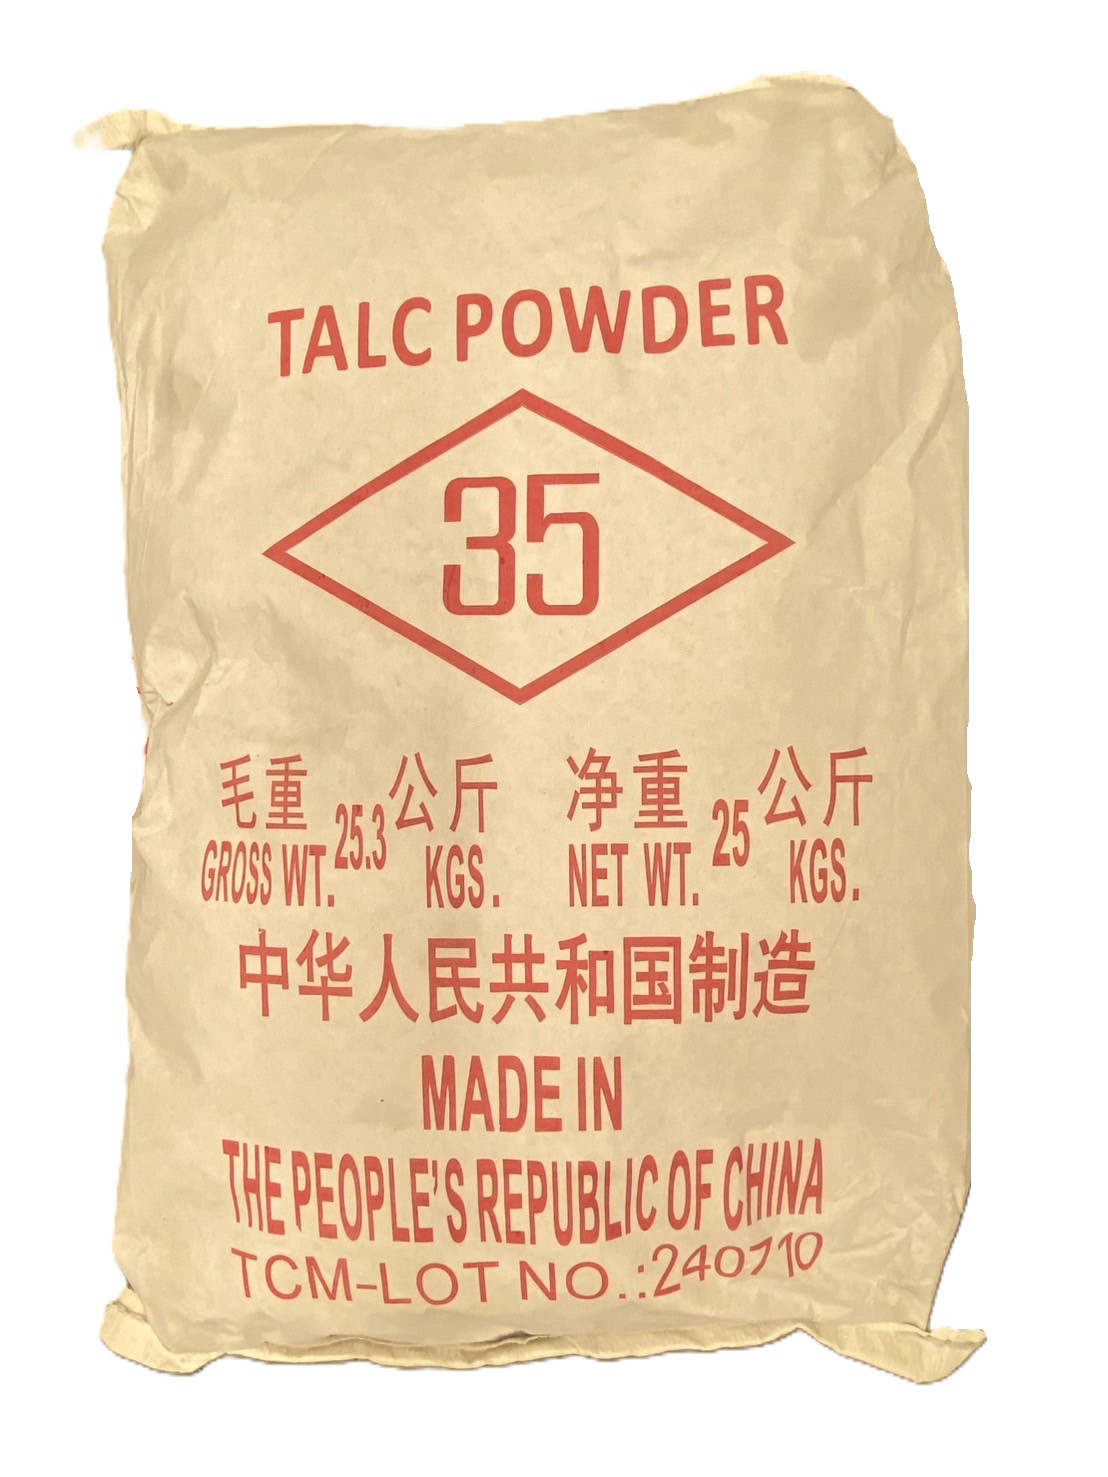 TALC POWDER
35
毛重 25.3 公斤 净重 25 公斤
GROSS WT. KGS. NET WT. KGS.
中华人民共和国制造
MADE IN
THE PEOPLE'S REPUBLIC OF CHINA
TCM-LOT NO.:240710